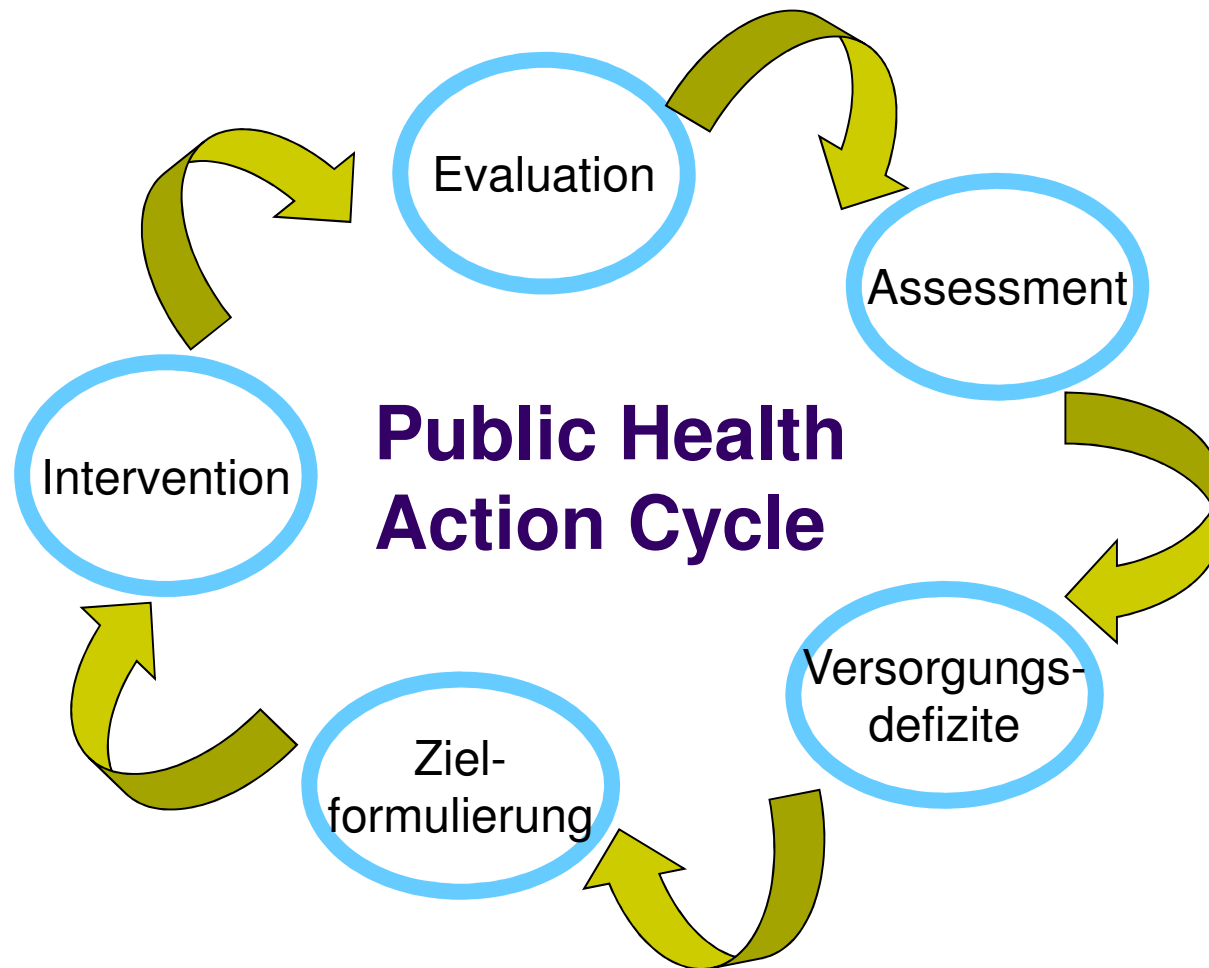 Evaluation
Assessment
Public Health
Action Cycle
Intervention
Versorgungs-
defizite
Ziel-
formulierung